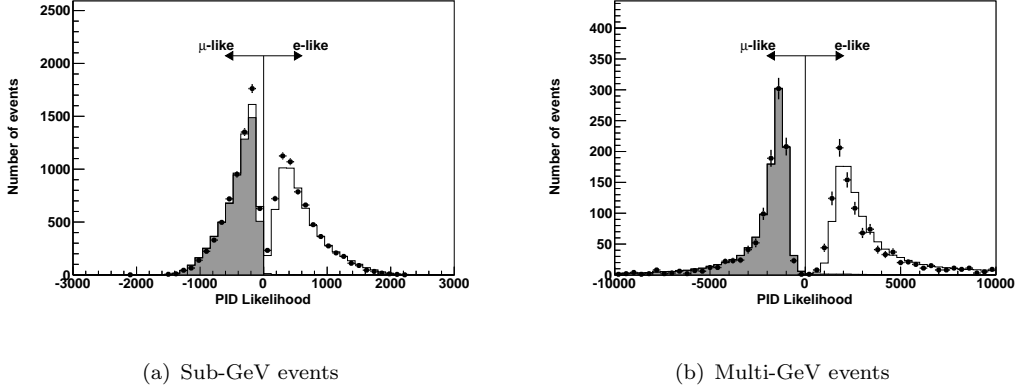 2500
2000
1500
1000
500
0
Number of events
μ-like
e-like
-3000 -2000 -1000 0 1000 2000 3000
PID Likelihood
400
350
300
250
200
150
100
50
0
Number of events
μ-like
e-like
-10000 -5000 0 5000 10000
PID Likelihood
(a) Sub-GeV events
(b) Multi-GeV events